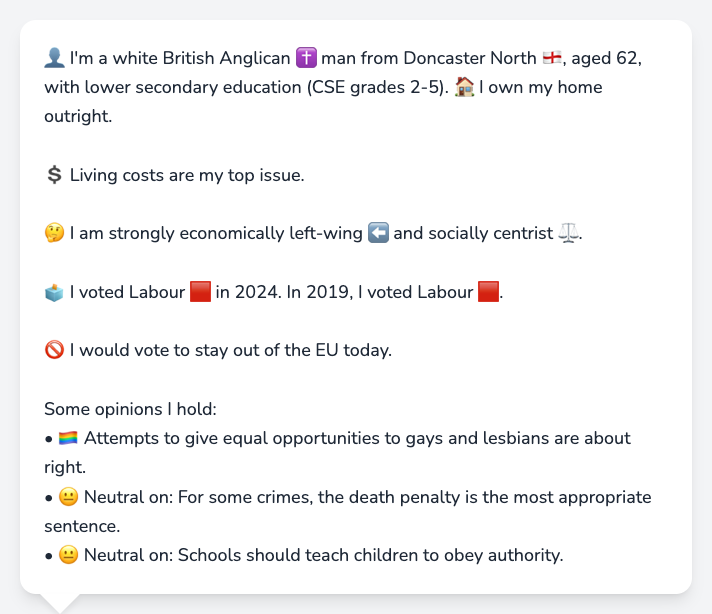 👤 I'm a white British Anglican ✝️ man from Doncaster North 🏴󠁧󠁢󠁥󠁮󠁧󠁿, aged 62,
with lower secondary education (CSE grades 2-5). 🏠 I own my home
outright.
💲 Living costs are my top issue.
🤔 I am strongly economically left-wing ⬅️ and socially centrist ⚖️.
🗳️ I voted Labour 🟥 in 2024. In 2019, I voted Labour 🟥.
🚫 I would vote to stay out of the EU today.
Some opinions I hold:
• 🏳️‍🌈 Attempts to give equal opportunities to gays and lesbians are about
right.
• 😐 Neutral on: For some crimes, the death penalty is the most appropriate
sentence.
• 😐 Neutral on: Schools should teach children to obey authority.